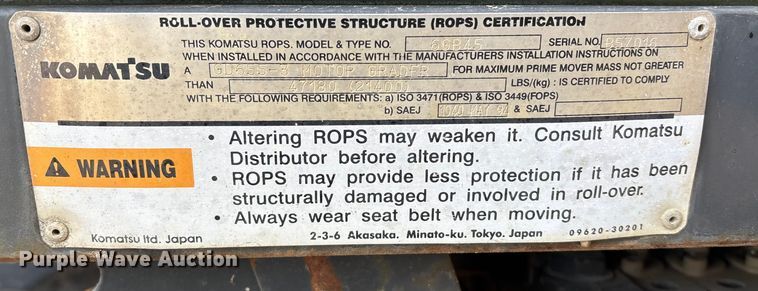 ROLL-OVER PROTECTIVE STRUCTURE (ROPS) CERTIFICATION
KOMATSU
THIS KOMATSU ROPS. MODEL & TYPE NO. SERIAL NO.
WHEN INSTALLED IN ACCORDANCE WITH THE MANUFACTURERS INSTALLATION INSTRUCTIONS ON
A MOTOR GRADER FOR MAXIMUM PRIME MOVER MASS NOT GREATER
THAN 47180 (21400) LBS/(kg) : IS CERTIFIED TO COMPLY
WITH THE FOLLOWING REQUIREMENTS: a) ISO 3471(ROPS) & ISO 3449(FOPS)
b) SAEJ & SAEJ
WARNING
• Altering ROPS may weaken it. Consult Komatsu
Distributor before altering.
• ROPS may provide less protection if it has been
structurally damaged or involved in roll-over.
• Always wear seat belt when moving.
Komatsu ltd. Japan
2-3-6 Akasaka. Minato-ku. Tokyo. Japan
09620-30201
Purple Wave Auction